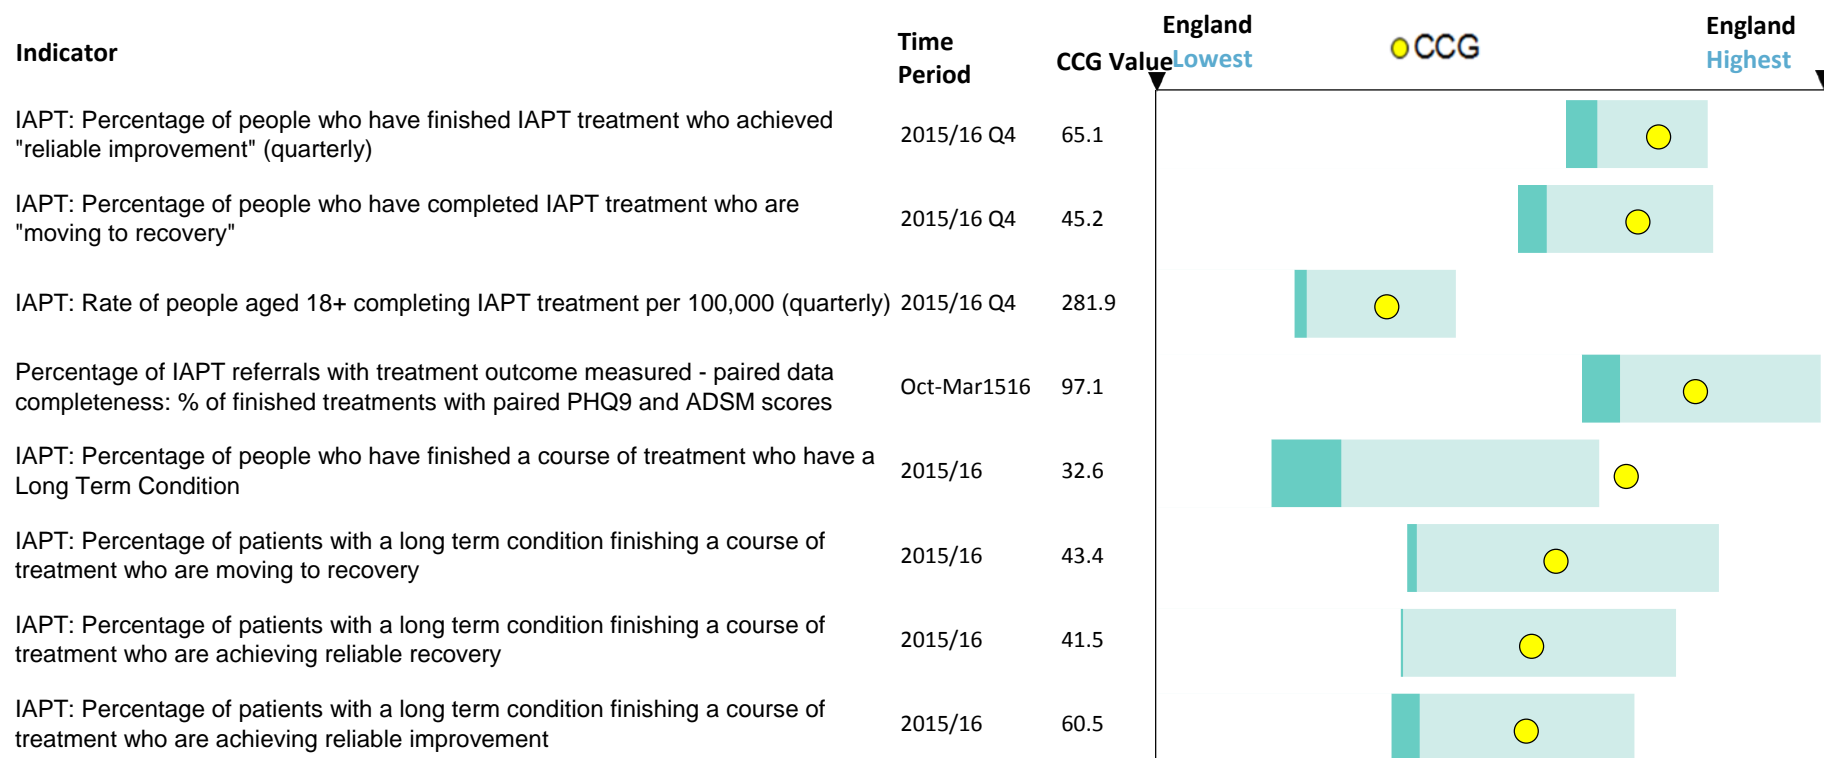 Indicator
Time
Period
CCG Value
England
Lowest
CCG
England
Highest
IAPT: Percentage of people who have finished IAPT treatment who achieved
"reliable improvement" (quarterly)
2015/16 Q4
65.1
IAPT: Percentage of people who have completed IAPT treatment who are
"moving to recovery"
2015/16 Q4
45.2
IAPT: Rate of people aged 18+ completing IAPT treatment per 100,000 (quarterly)
2015/16 Q4
281.9
Percentage of IAPT referrals with treatment outcome measured - paired data
completeness: % of finished treatments with paired PHQ9 and ADSM scores
Oct-Mar1516
97.1
IAPT: Percentage of people who have finished a course of treatment who have a
Long Term Condition
2015/16
32.6
IAPT: Percentage of patients with a long term condition finishing a course of
treatment who are moving to recovery
2015/16
43.4
IAPT: Percentage of patients with a long term condition finishing a course of
treatment who are achieving reliable recovery
2015/16
41.5
IAPT: Percentage of patients with a long term condition finishing a course of
treatment who are achieving reliable improvement
2015/16
60.5